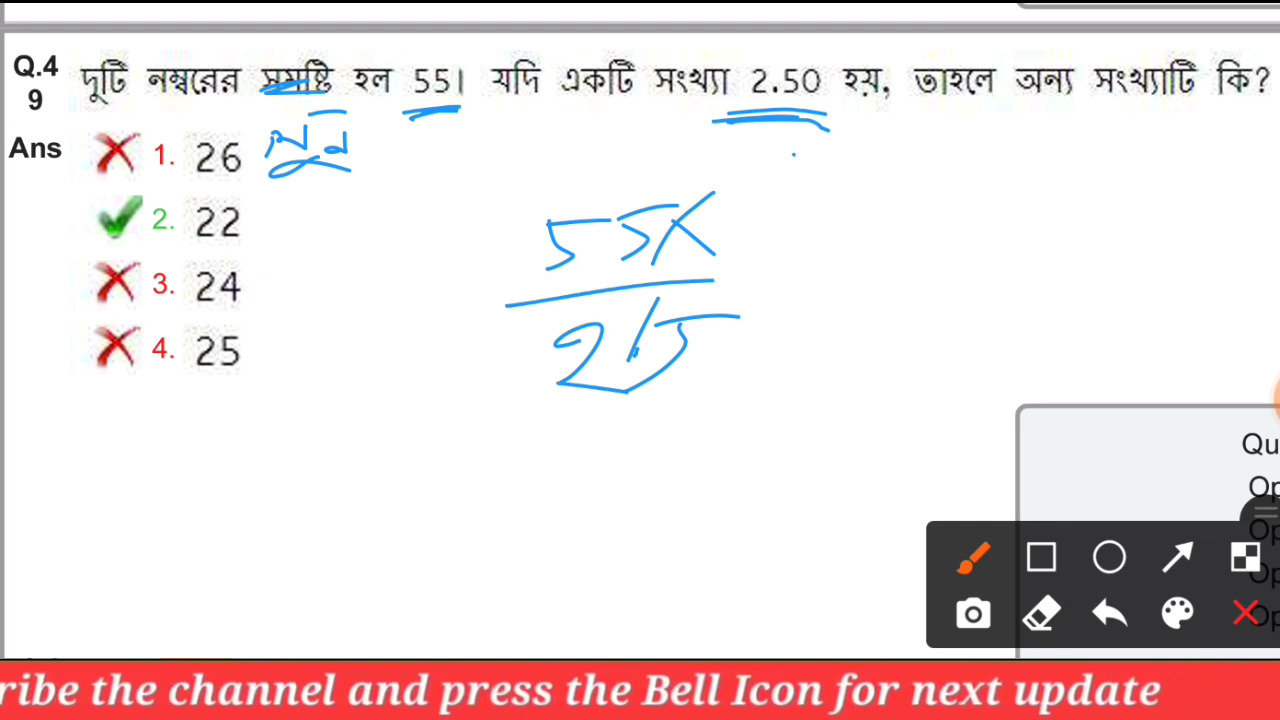 Q.4 দুটি নম্বরের সমষ্টি হল 55। যদি একটি সংখ্যা 2.50 হয়, তাহলে অন্য সংখ্যাটি কি?
9
Ans 1. 26
2. 22
3. 24
4. 25
55X
2.5
Qu
Op
Op
Op
Op
ribe the channel and press the Bell Icon for next update